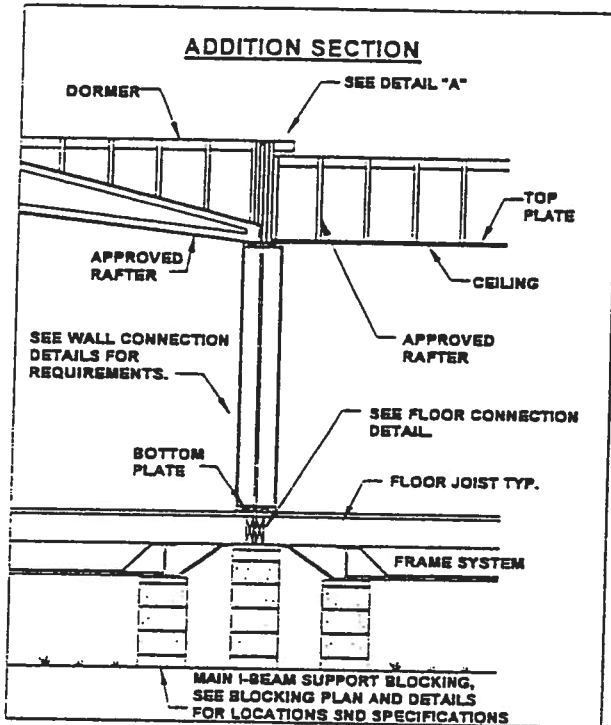 ADDITION SECTION
DORMER
SEE DETAIL "A"
TOP
PLATE
APPROVED
RAFTER
CEILING
SEE WALL CONNECTION
DETAILS FOR
REQUIREMENTS.
APPROVED
RAFTER
SEE FLOOR CONNECTION
DETAIL
BOTTOM
PLATE
FLOOR JOIST TYP.
FRAME SYSTEM
MAIN I-BEAM SUPPORT BLOCKING,
SEE BLOCKING PLAN AND DETAILS
FOR LOCATIONS SND SPECIFICATIONS